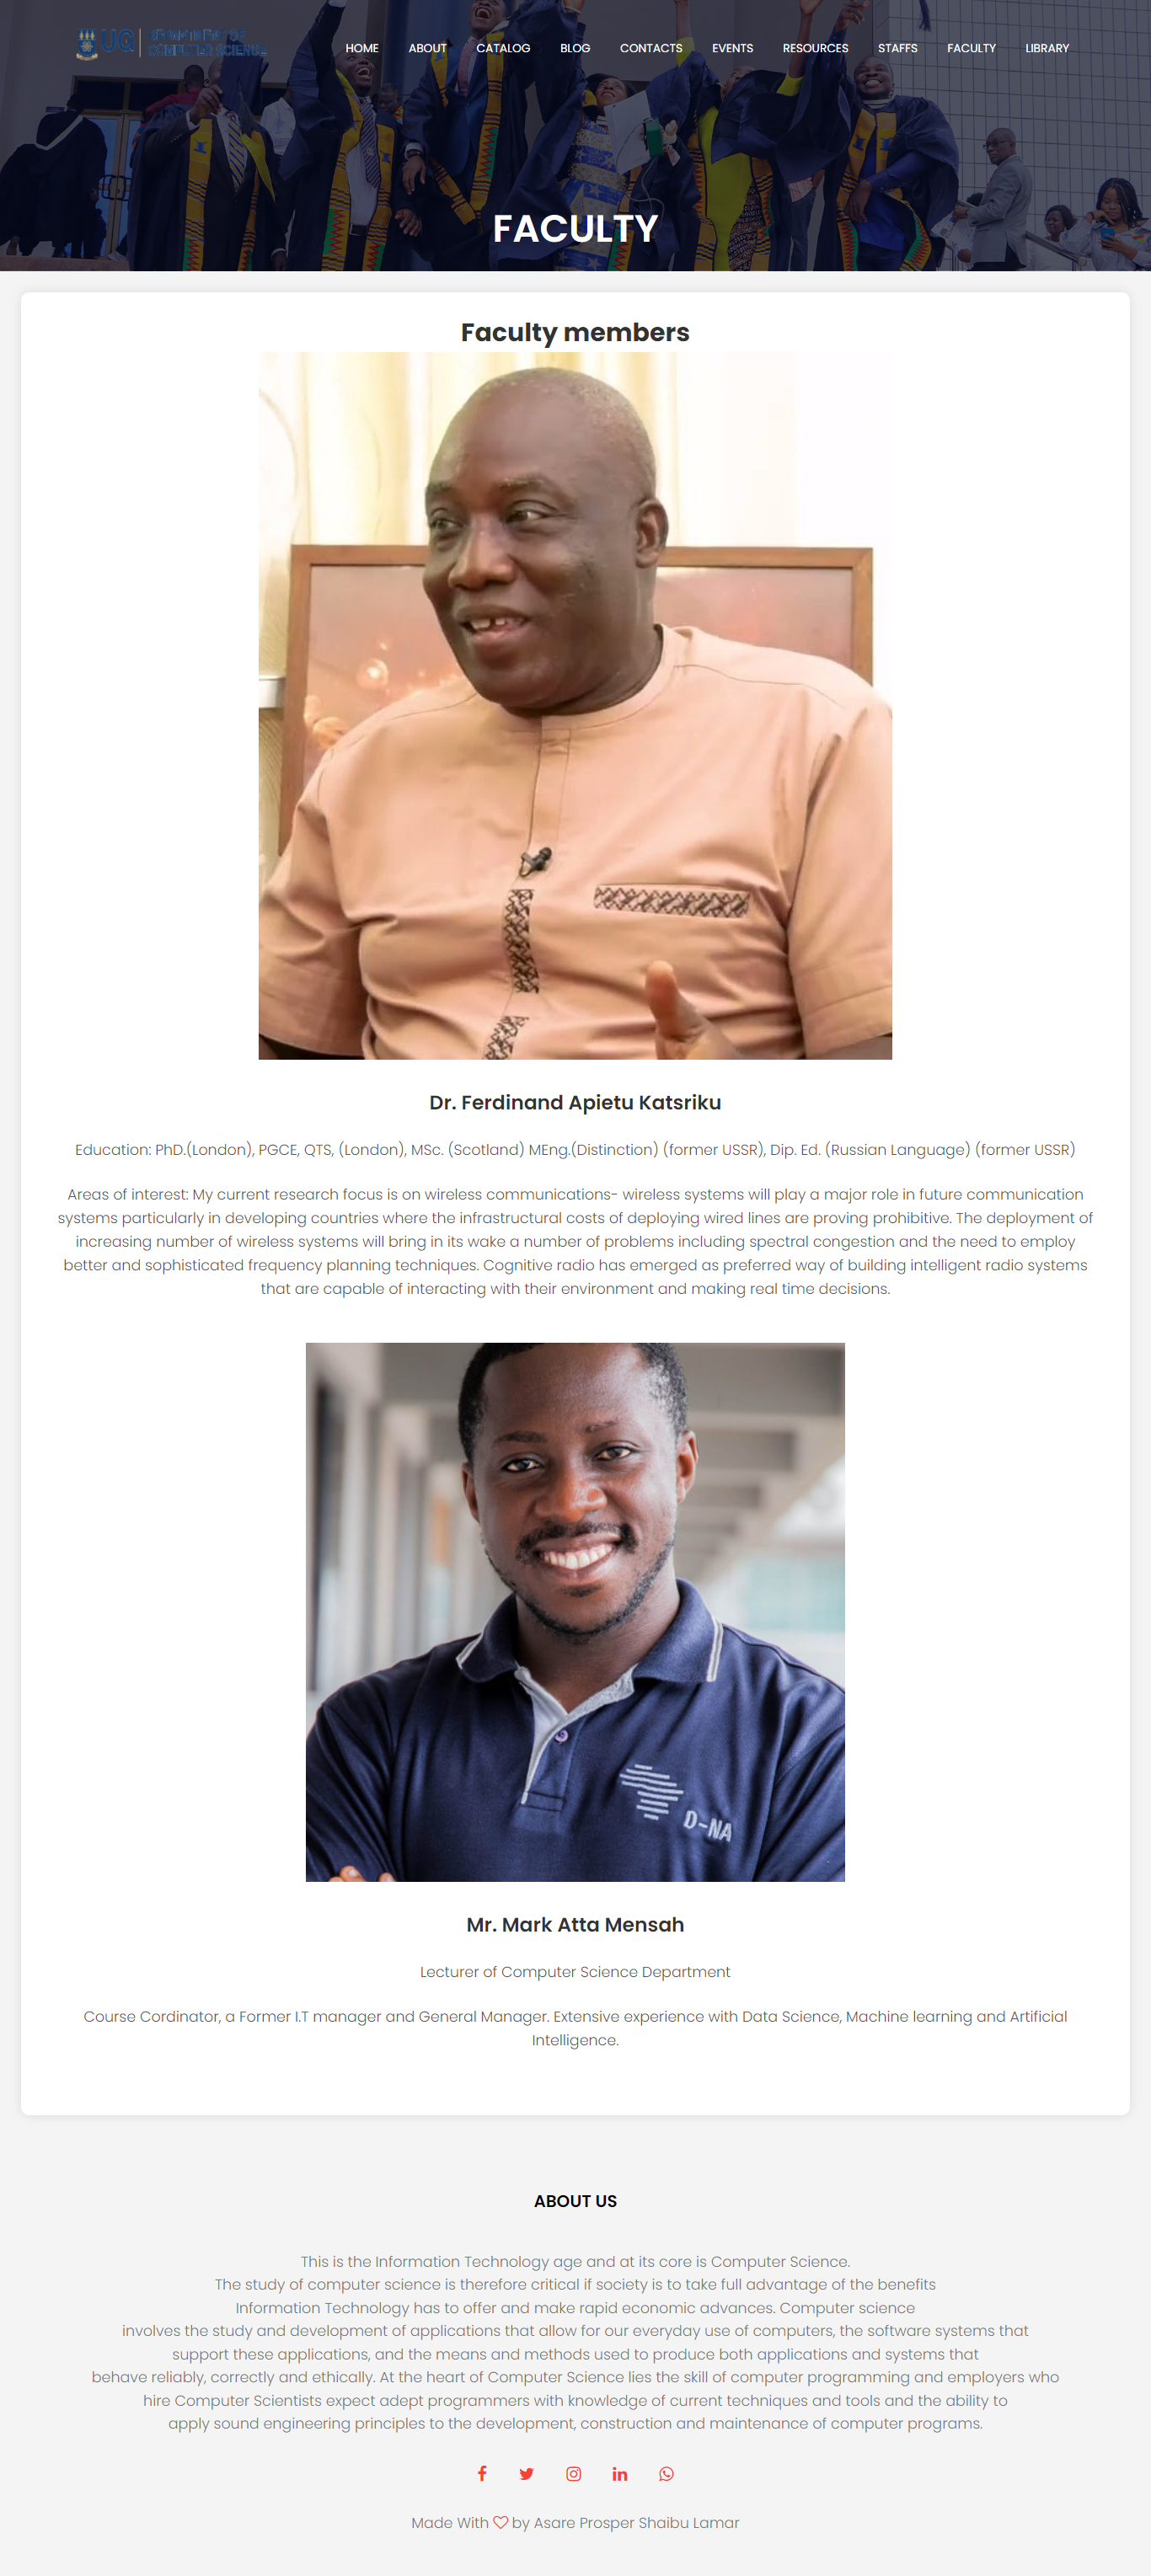 UG DEPARTMENT OF
COMPUTER SCIENCE
HOME ABOUT CATALOG BLOG CONTACTS EVENTS RESOURCES STAFFS FACULTY LIBRARY
FACULTY
Faculty members
Dr. Ferdinand Apietu Katsriku
Education: PhD.(London), PGCE, QTS, (London), MSc. (Scotland) MEng.(Distinction) (former USSR), Dip. Ed. (Russian Language) (former USSR)
Areas of interest: My current research focus is on wireless communications- wireless systems will play a major role in future communication
systems particularly in developing countries where the infrastructural costs of deploying wired lines are proving prohibitive. The deployment of
increasing number of wireless systems will bring in its wake a number of problems including spectral congestion and the need to employ
better and sophisticated frequency planning techniques. Cognitive radio has emerged as preferred way of building intelligent radio systems
that are capable of interacting with their environment and making real time decisions.
D-NA
Mr. Mark Atta Mensah
Lecturer of Computer Science Department
Course Cordinator, a Former I.T manager and General Manager. Extensive experience with Data Science, Machine learning and Artificial
Intelligence.
ABOUT US
This is the Information Technology age and at its core is Computer Science.
The study of computer science is therefore critical if society is to take full advantage of the benefits
Information Technology has to offer and make rapid economic advances. Computer science
involves the study and development of applications that allow for our everyday use of computers, the software systems that
support these applications, and the means and methods used to produce both applications and systems that
behave reliably, correctly and ethically. At the heart of Computer Science lies the skill of computer programming and employers who
hire Computer Scientists expect adept programmers with knowledge of current techniques and tools and the ability to
apply sound engineering principles to the development, construction and maintenance of computer programs.
Made With ♡ by Asare Prosper Shaibu Lamar